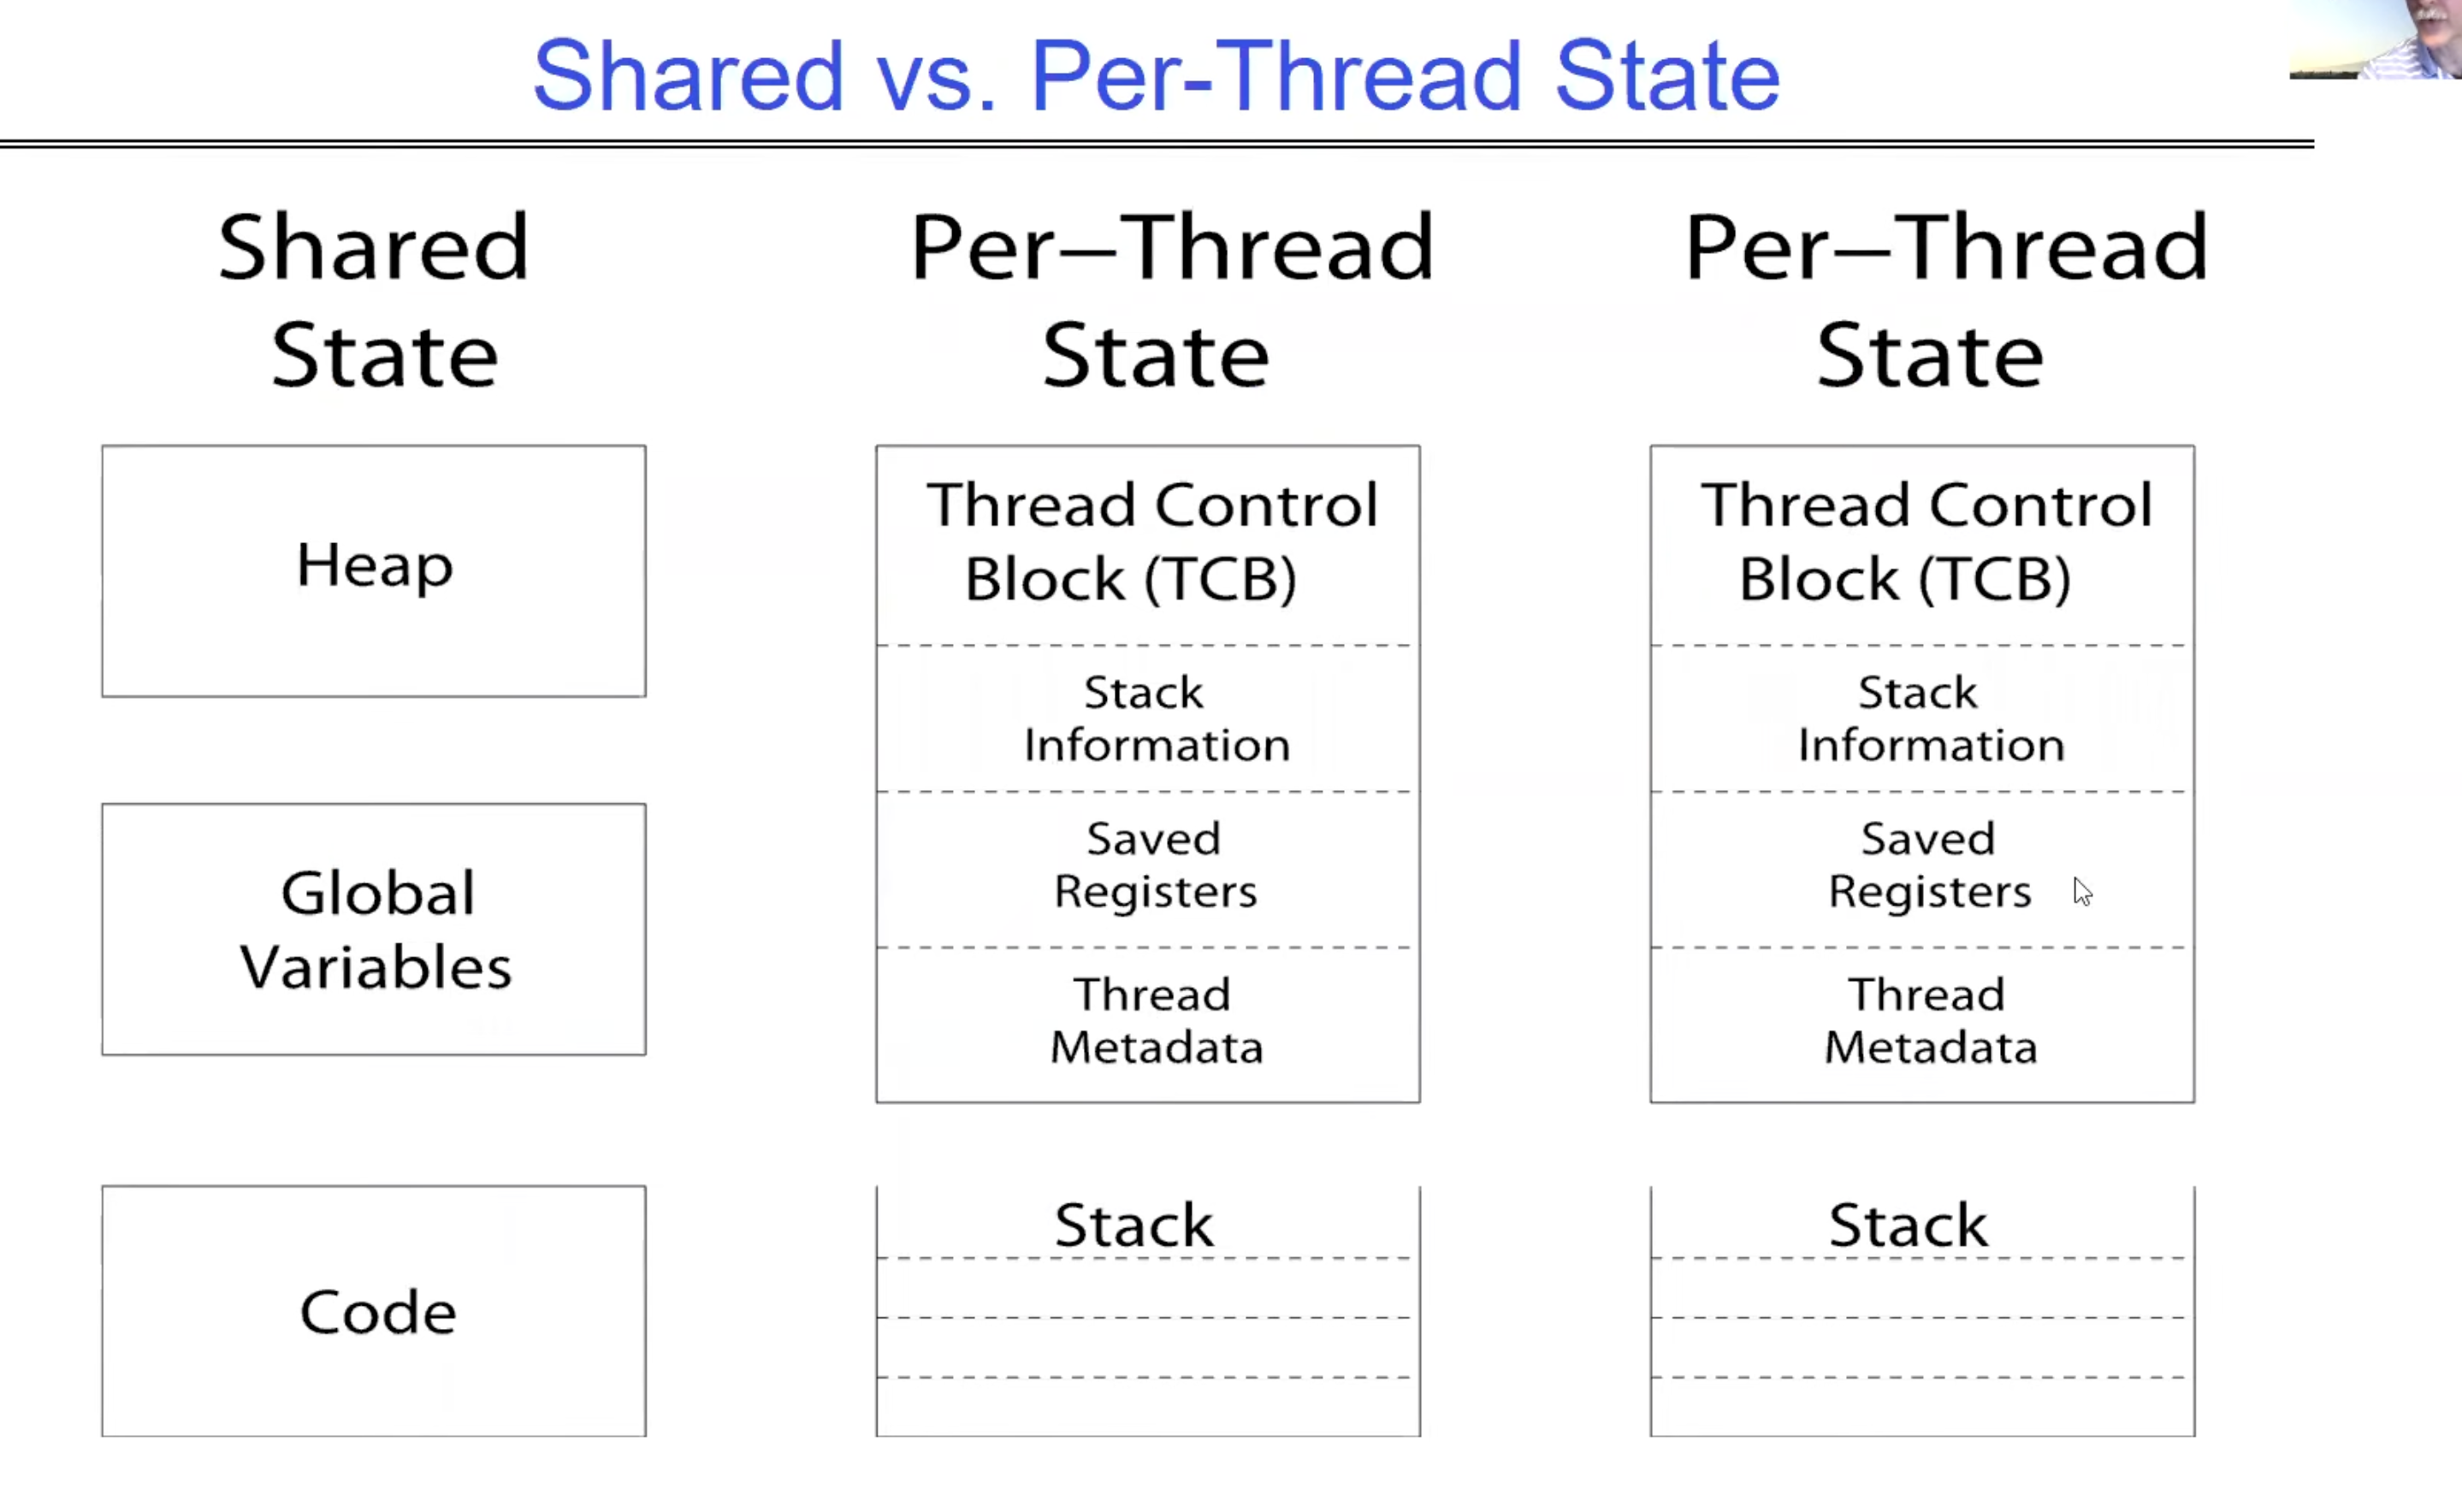 Shared vs. Per-Thread State
Shared
State
Heap
Global
Variables
Code
Per–Thread
State
Thread Control
Block (TCB)
Stack
Information
Saved
Registers
Thread
Metadata
Stack
Per–Thread
State
Thread Control
Block (TCB)
Stack
Information
Saved
Registers
Thread
Metadata
Stack